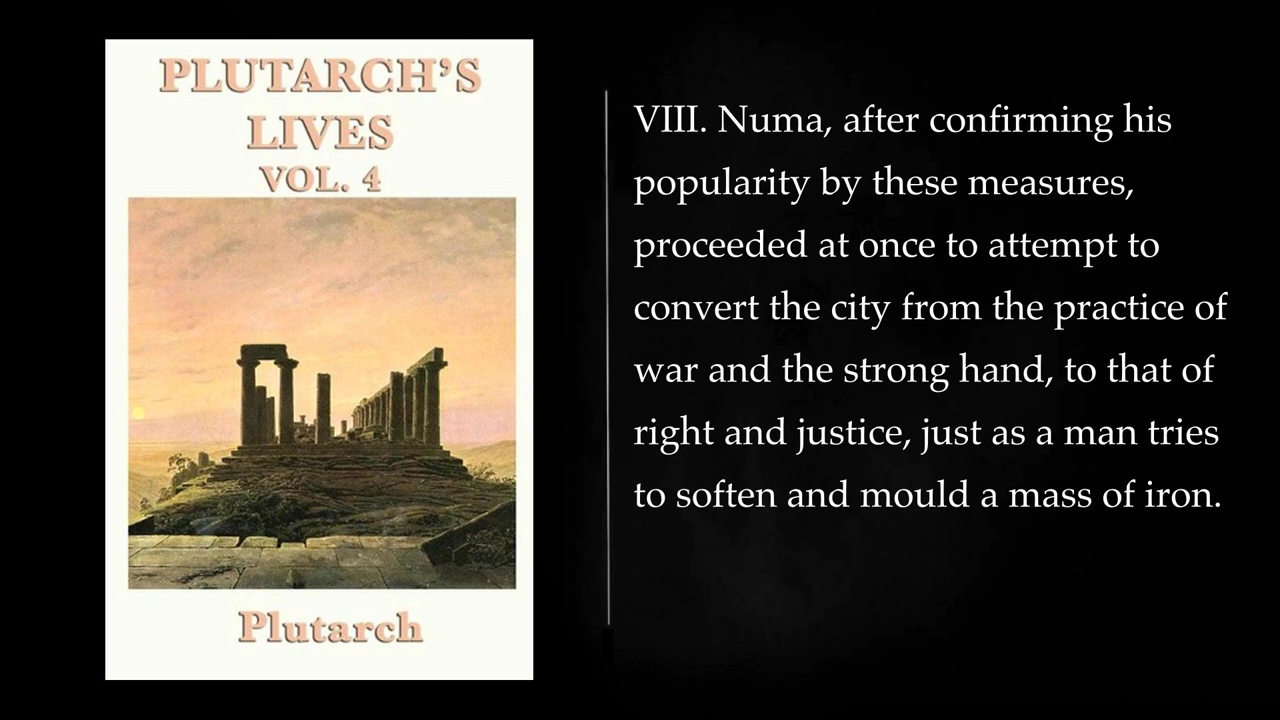 PLUTARCH'S
LIVES
VOL. 4
Plutarch
VIII. Numa, after confirming his
popularity by these measures,
proceeded at once to attempt to
convert the city from the practice of
war and the strong hand, to that of
right and justice, just as a man tries
to soften and mould a mass of iron.